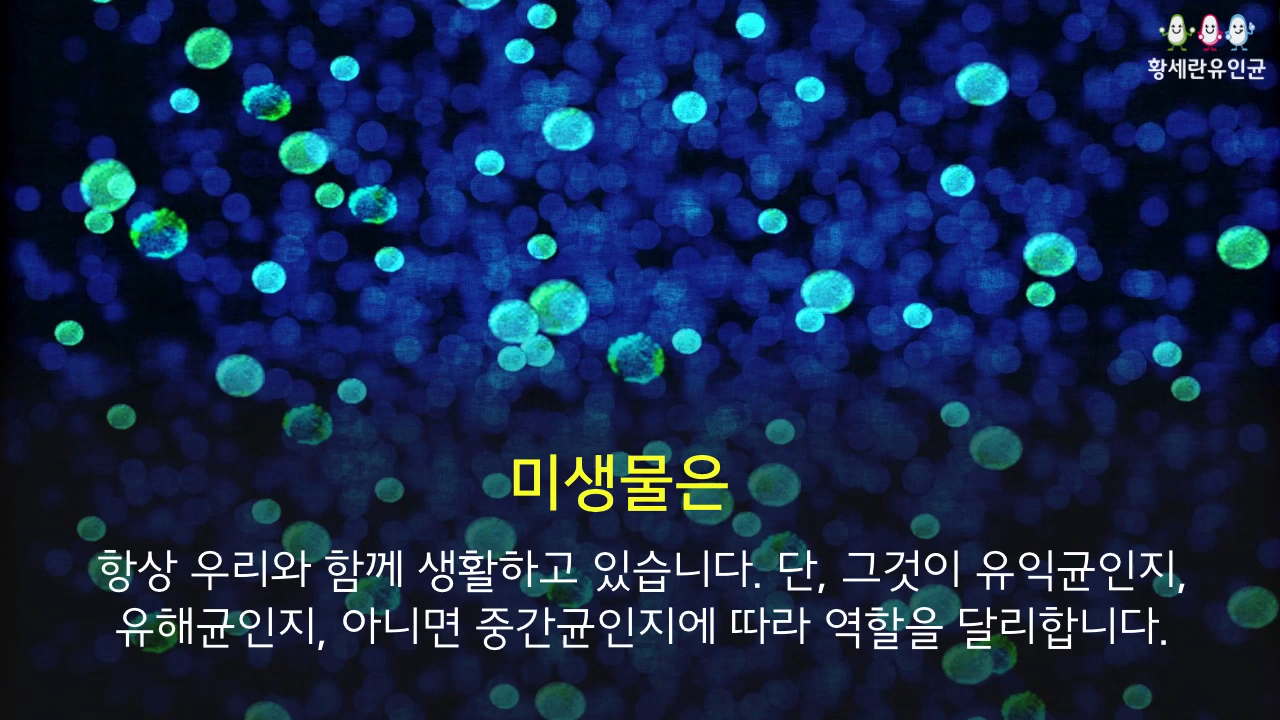 황세란유인균
미생물은
항상 우리와 함께 생활하고 있습니다. 단, 그것이 유익균인지,
유해균인지, 아니면 중간균인지에 따라 역할을 달리합니다.